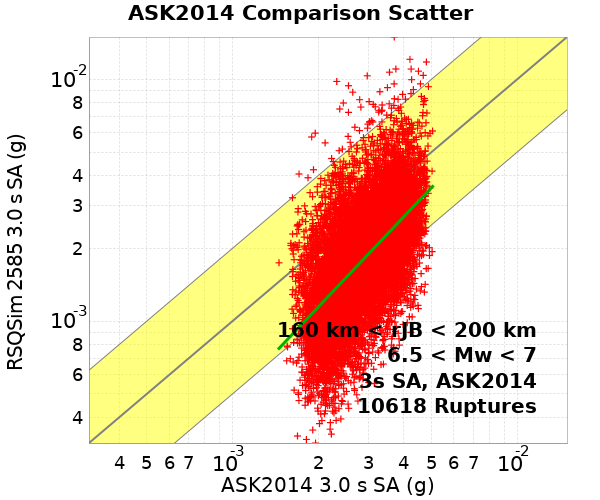 ASK2014 Comparison Scatter
RSQSim 2585 3.0 s SA (g)
10⁻²
8
6
4
3
2
10⁻³
8
6
4
160 km < rJB < 200 km
6.5 < Mw < 7
3s SA, ASK2014
10618 Ruptures
4 5 6 7 10⁻³ 2 3 4 5 6 7 10⁻²
ASK2014 3.0 s SA (g)